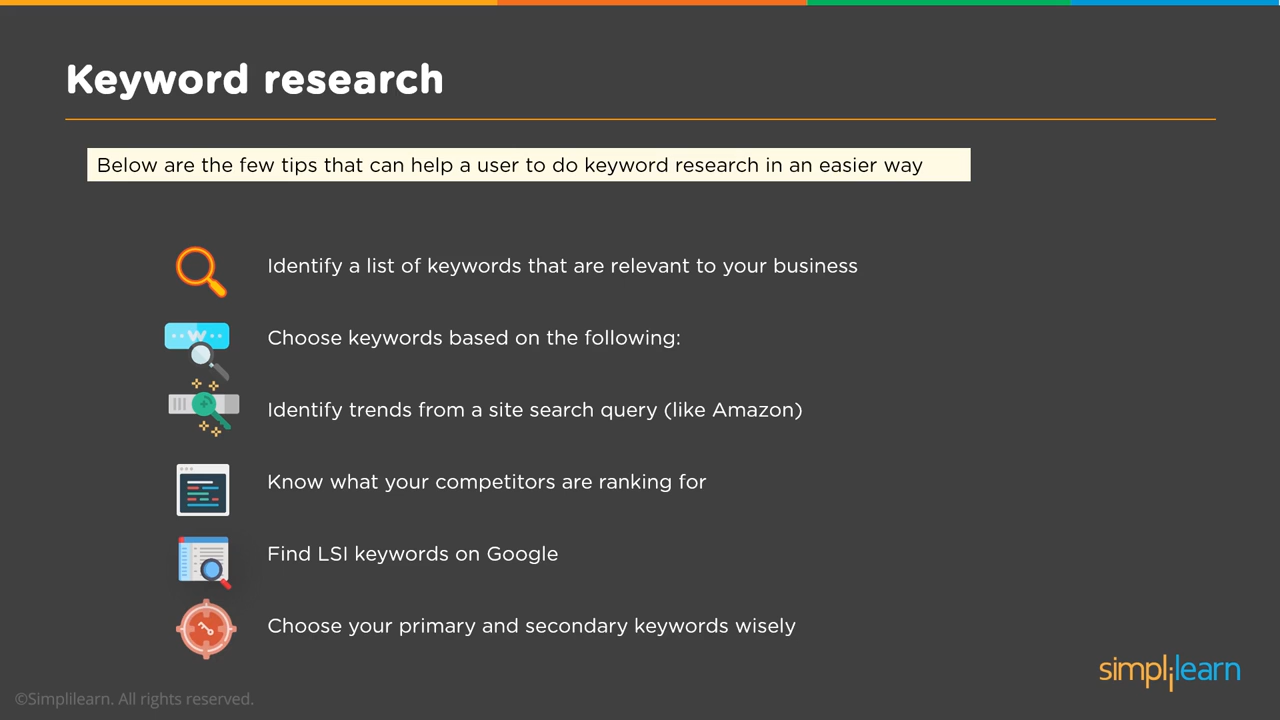 Keyword research
Below are the few tips that can help a user to do keyword research in an easier way
Identify a list of keywords that are relevant to your business
W
Choose keywords based on the following:
Identify trends from a site search query (like Amazon)
Know what your competitors are ranking for
Find LSI keywords on Google
Choose your primary and secondary keywords wisely
simplilearn
©Simplilearn. All rights reserved.